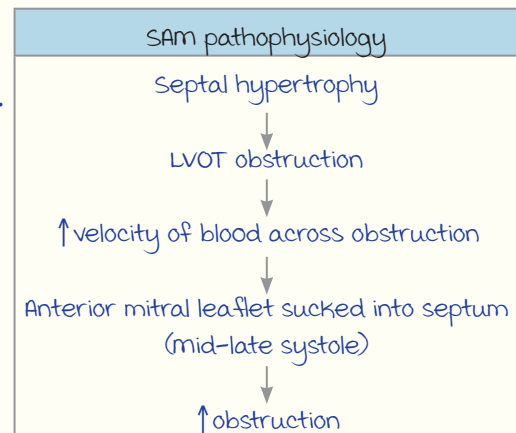 SAM pathophysiology
Septal hypertrophy
LVOT obstruction
↑velocity of blood across obstruction
Anterior mitral leaflet sucked into septum
(mid-late systole)
↑obstruction